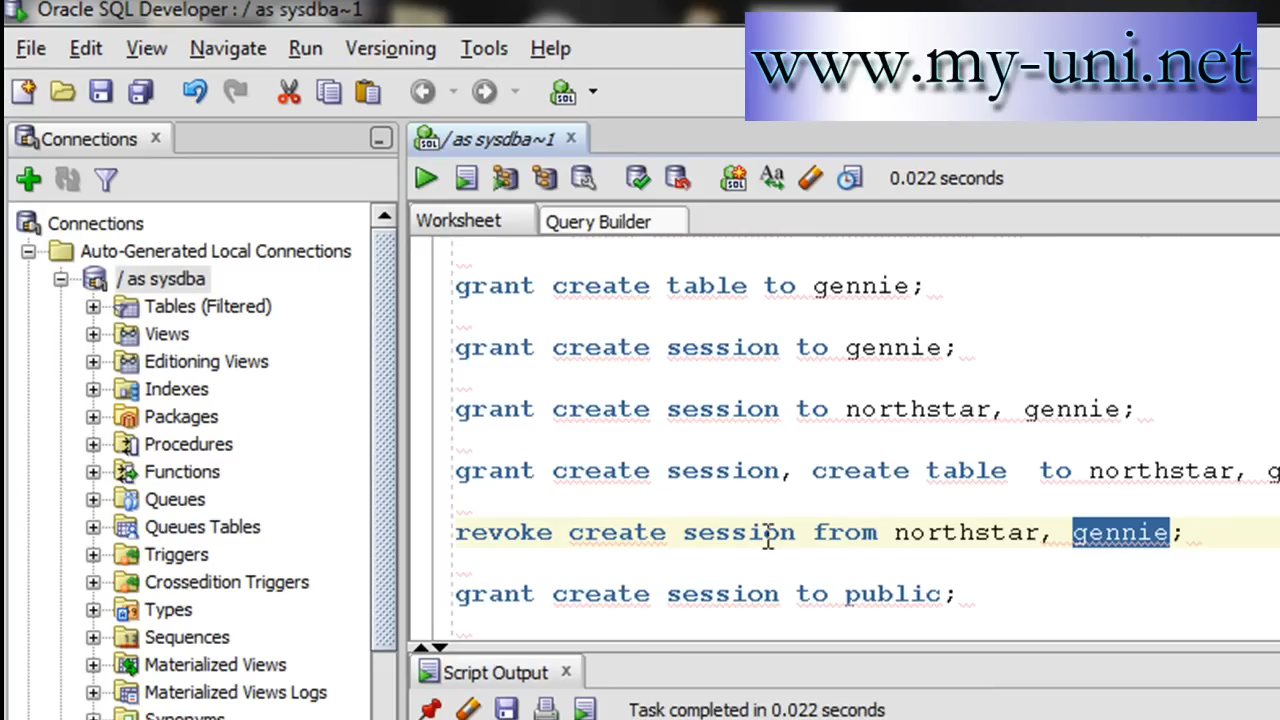 Oracle SQL Developer : / as sysdba~1
www.my-uni.net
File Edit View Navigate Run Versioning Tools Help
Connections
/ as sysdba~1
0.022 seconds
Worksheet Query Builder
Connections
Auto-Generated Local Connections
/ as sysdba
Tables (Filtered)
Views
Editioning Views
Indexes
Packages
Procedures
Functions
Queues
Queues Tables
Triggers
Crossedition Triggers
Types
Sequences
Materialized Views
Materialized Views Logs
Synonyms
grant create table to gennie;
grant create session to gennie;
grant create session to northstar, gennie;
grant create session, create table  to northstar, g
revoke create session from northstar, gennie;
grant create session to public;
Script Output
Task completed in 0.022 seconds